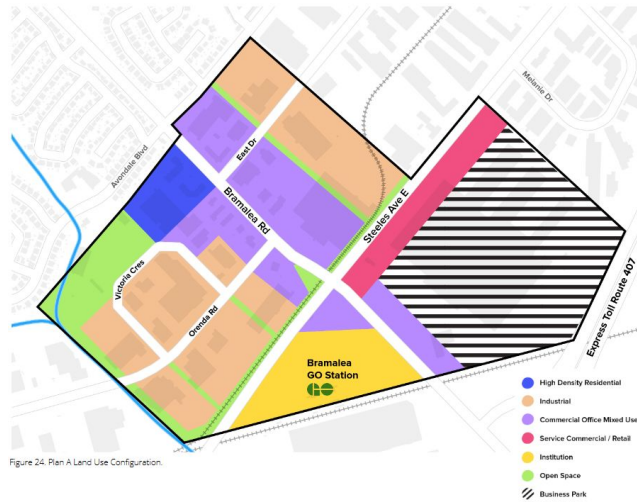 Melanie Dr
Avondale Blvd
East Dr
Bramalea Rd
Steeles Ave E
Victoria Cres
Orenda Rd
Express Toll Route 407
Bramalea
GO Station
GO
High Density Residential
Industrial
Commercial Office Mixed Use
Service Commercial / Retail
Institution
Open Space
Business Park
Figure 24. Plan A Land Use Configuration.